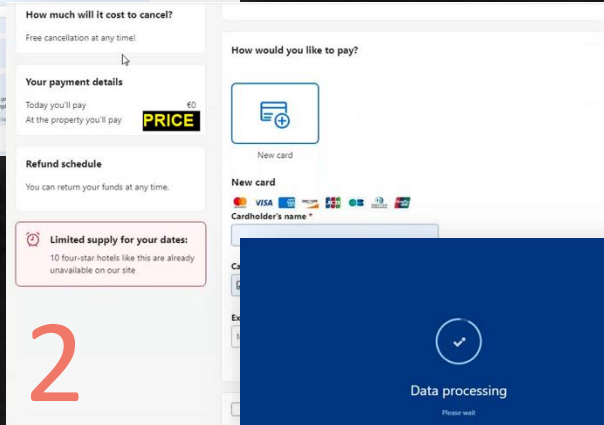 How much will it cost to cancel?
Free cancellation at any time!
Your payment details
Today you'll pay €0
At the property you'll pay PRICE
Refund schedule
You can return your funds at any time.
Limited supply for your dates:
10 four-star hotels like this are already
unavailable on our site
2
How would you like to pay?
New card
New card
VISA
JCB
Cardholder's name *
Ca
Ex
Data processing
Please wait